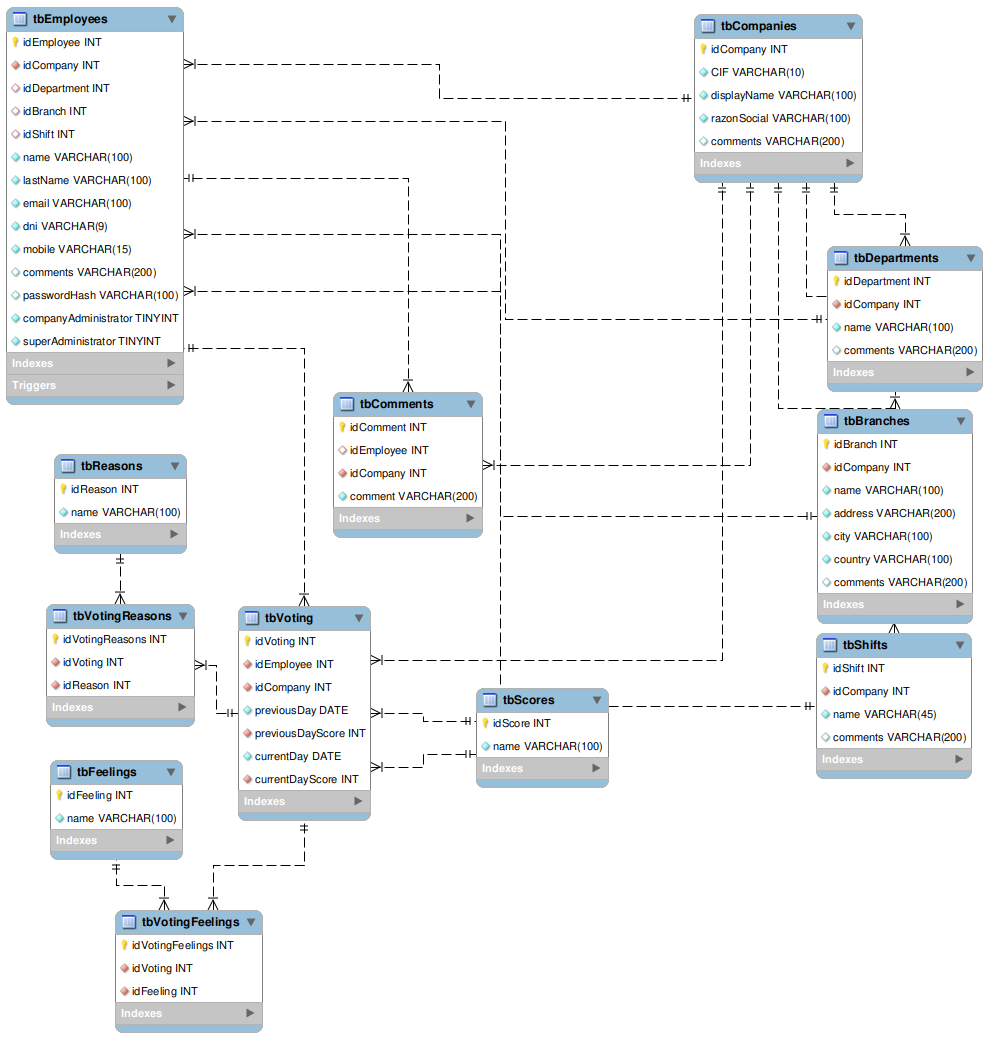 tbEmployees
idEmployee INT
idCompany INT
idDepartment INT
idBranch INT
idShift INT
name VARCHAR(100)
lastName VARCHAR(100)
email VARCHAR(100)
dni VARCHAR(9)
mobile VARCHAR(15)
comments VARCHAR(200)
passwordHash VARCHAR(100)
companyAdministrator TINYINT
superAdministrator TINYINT
Indexes
Triggers
tbCompanies
idCompany INT
CIF VARCHAR(10)
displayName VARCHAR(100)
razonSocial VARCHAR(100)
comments VARCHAR(200)
Indexes
tbDepartments
idDepartment INT
idCompany INT
name VARCHAR(100)
comments VARCHAR(200)
Indexes
tbComments
idComment INT
idEmployee INT
idCompany INT
comment VARCHAR(200)
Indexes
tbBranches
idBranch INT
idCompany INT
name VARCHAR(100)
address VARCHAR(200)
city VARCHAR(100)
country VARCHAR(100)
comments VARCHAR(200)
Indexes
tbReasons
idReason INT
name VARCHAR(100)
Indexes
tbVotingReasons
idVotingReasons INT
idVoting INT
idReason INT
Indexes
tbVoting
idVoting INT
idEmployee INT
idCompany INT
previousDay DATE
previousDayScore INT
currentDay DATE
currentDayScore INT
Indexes
tbScores
idScore INT
name VARCHAR(100)
Indexes
tbShifts
idShift INT
idCompany INT
name VARCHAR(45)
comments VARCHAR(200)
Indexes
tbFeelings
idFeeling INT
name VARCHAR(100)
Indexes
tbVotingFeelings
idVotingFeelings INT
idVoting INT
idFeeling INT
Indexes